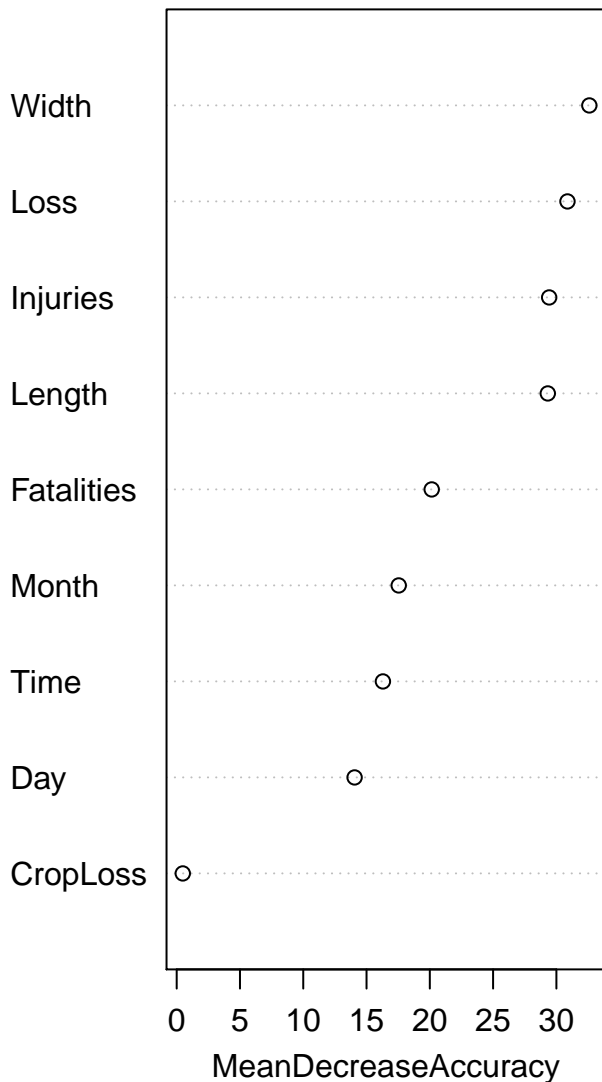 Width
Loss
Injuries
Length
Fatalities
Month
Time
Day
CropLoss
0 5 10 15 20 25 30
MeanDecreaseAccuracy